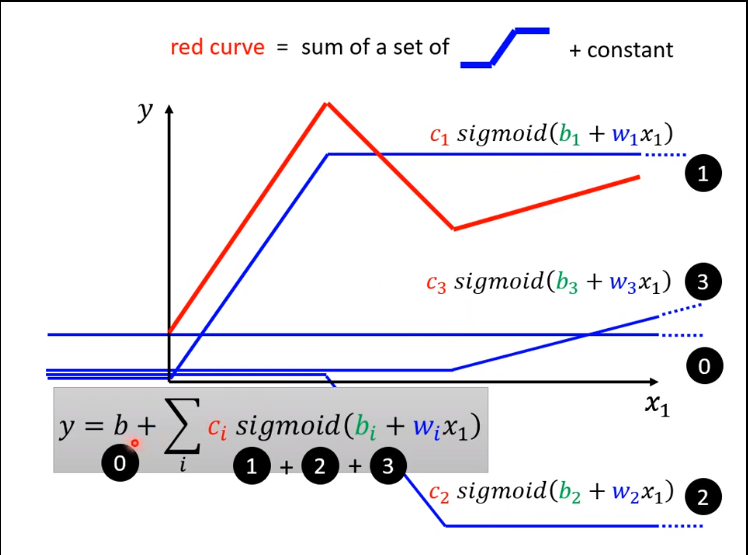 red curve = sum of a set of + constant
y
c₁ sigmoid(b₁ + w₁x₁)
1
c₃ sigmoid(b₃ + w₃x₁)
3
0
x₁
y = b + ∑ᵢ cᵢ sigmoid(bᵢ + wᵢx₁)
0 1 + 2 + 3
c₂ sigmoid(b₂ + w₂x₁)
2